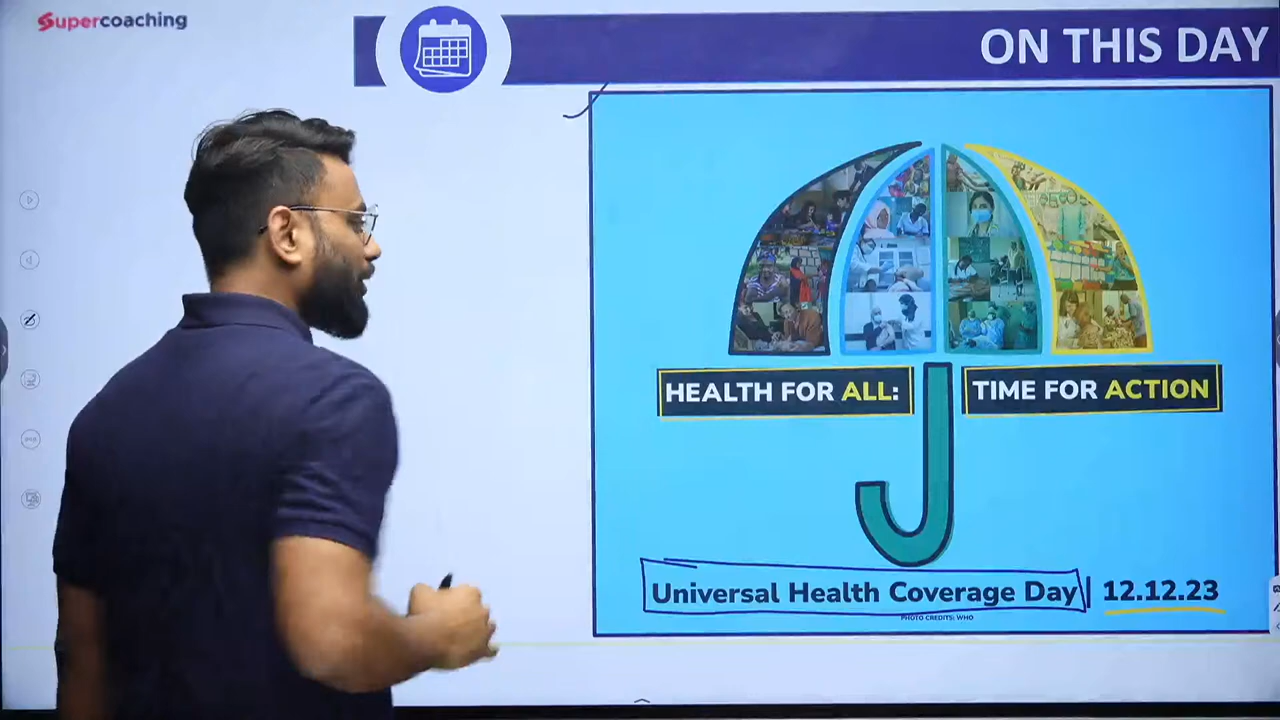 Supercoaching
ON THIS DAY
HEALTH FOR ALL:
TIME FOR ACTION
Universal Health Coverage Day | 12.12.23
PHOTO CREDITS: WHO